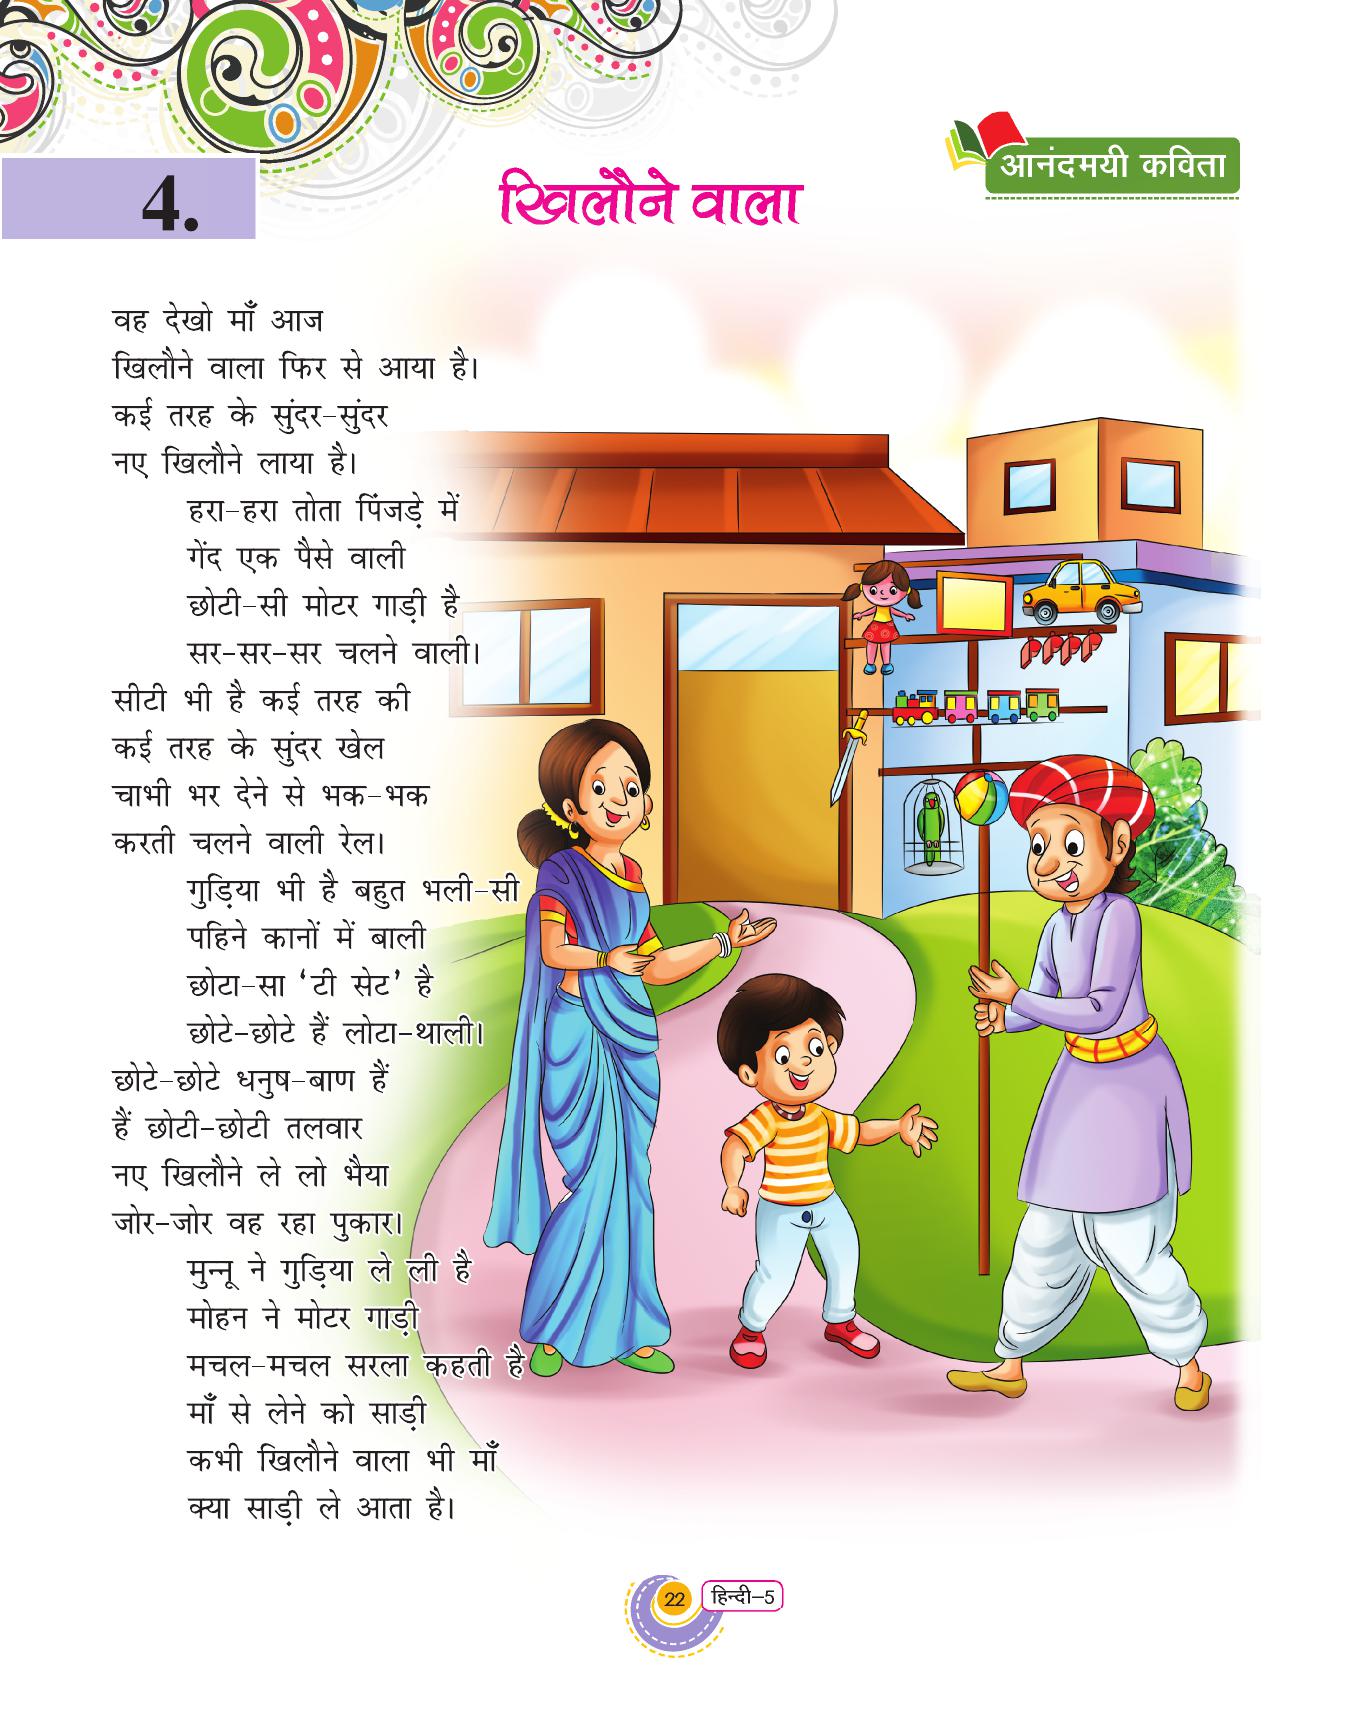 आनंदमयी कविता
4.
खिलौने वाला
वह देखो माँ आज
खिलौने वाला फिर से आया है।
कई तरह के सुंदर-सुंदर
नए खिलौने लाया है।
हरा-हरा तोता पिंजड़े में
गेंद एक पैसे वाली
छोटी-सी मोटर गाड़ी है
सर-सर-सर चलने वाली।
सीटी भी है कई तरह की
कई तरह के सुंदर खेल
चाभी भर देने से भक-भक
करती चलने वाली रेल।
गुड़िया भी है बहुत भली-सी
पहिने कानों में बाली
छोटा-सा ‘टी सेट’ है
छोटे-छोटे हैं लोटा-थाली।
छोटे-छोटे धनुष-बाण हैं
हैं छोटी-छोटी तलवार
नए खिलौने ले लो भैया
जोर-जोर वह रहा पुकार।
मुन्नू ने गुड़िया ले ली है
मोहन ने मोटर गाड़ी
मचल-मचल सरला कहती है
माँ से लेने को साड़ी
कभी खिलौने वाला भी माँ
क्या साड़ी ले आता है।
22 हिन्दी-5